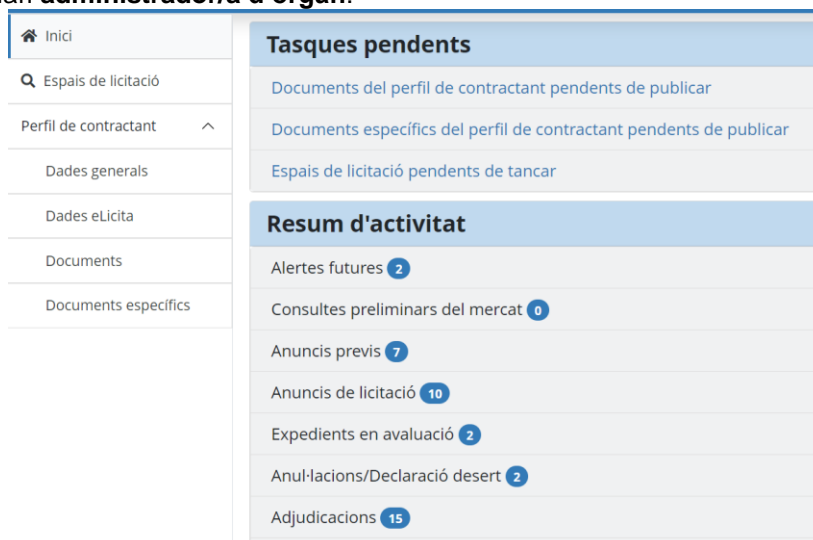 administrador/a d'òrgan.
Inici
Espais de licitació
Perfil de contractant
Dades generals
Dades eLicita
Documents
Documents específics
Tasques pendents
Documents del perfil de contractant pendents de publicar
Documents específics del perfil de contractant pendents de publicar
Espais de licitació pendents de tancar
Resum d'activitat
Alertes futures 2
Consultes preliminars del mercat 0
Anuncis previs 7
Anuncis de licitació 10
Expedients en avaluació 2
Anul·lacions/Declaració desert 2
Adjudicacions 15